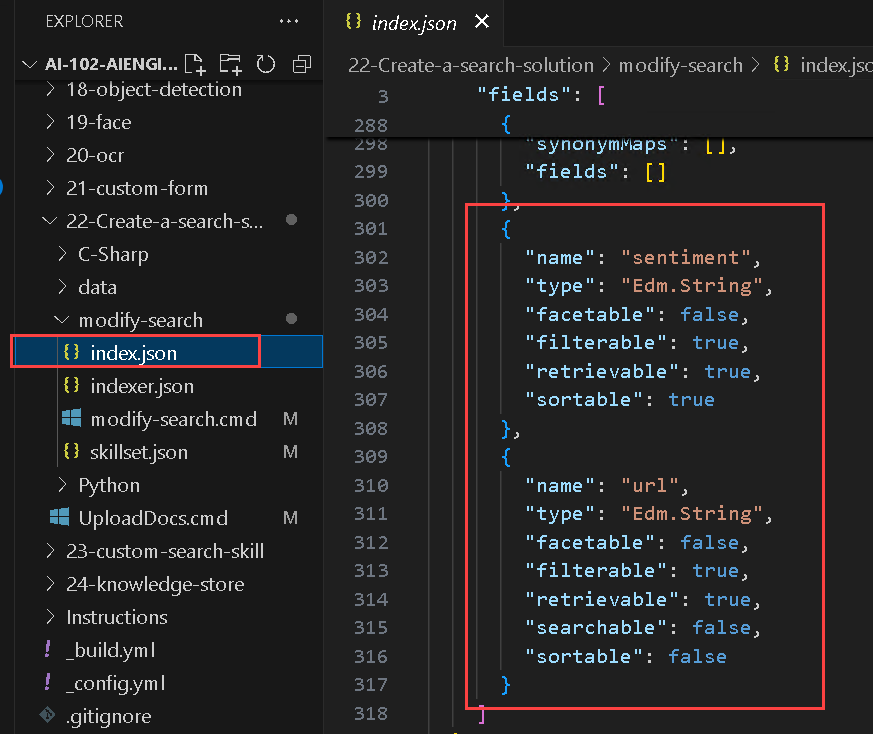 EXPLORER
AI-102-AIENGI...
18-object-detection
19-face
20-ocr
21-custom-form
22-Create-a-search-s...
C-Sharp
data
modify-search
{} index.json
{} indexer.json
modify-search.cmd M
{} skillset.json M
Python
UploadDocs.cmd M
23-custom-search-skill
24-knowledge-store
Instructions
! _build.yml
! _config.yml
.gitignore
{} index.json ×
22-Create-a-search-solution > modify-search > {} index.jso
3 "fields": [
288 {
298 "synonymMaps": [],
299 "fields": []
300 },
301 {
302 "name": "sentiment",
303 "type": "Edm.String",
304 "facetable": false,
305 "filterable": true,
306 "retrievable": true,
307 "sortable": true
308 },
309 {
310 "name": "url",
311 "type": "Edm.String",
312 "facetable": false,
313 "filterable": true,
314 "retrievable": true,
315 "searchable": false,
316 "sortable": false
317 }
318 ]